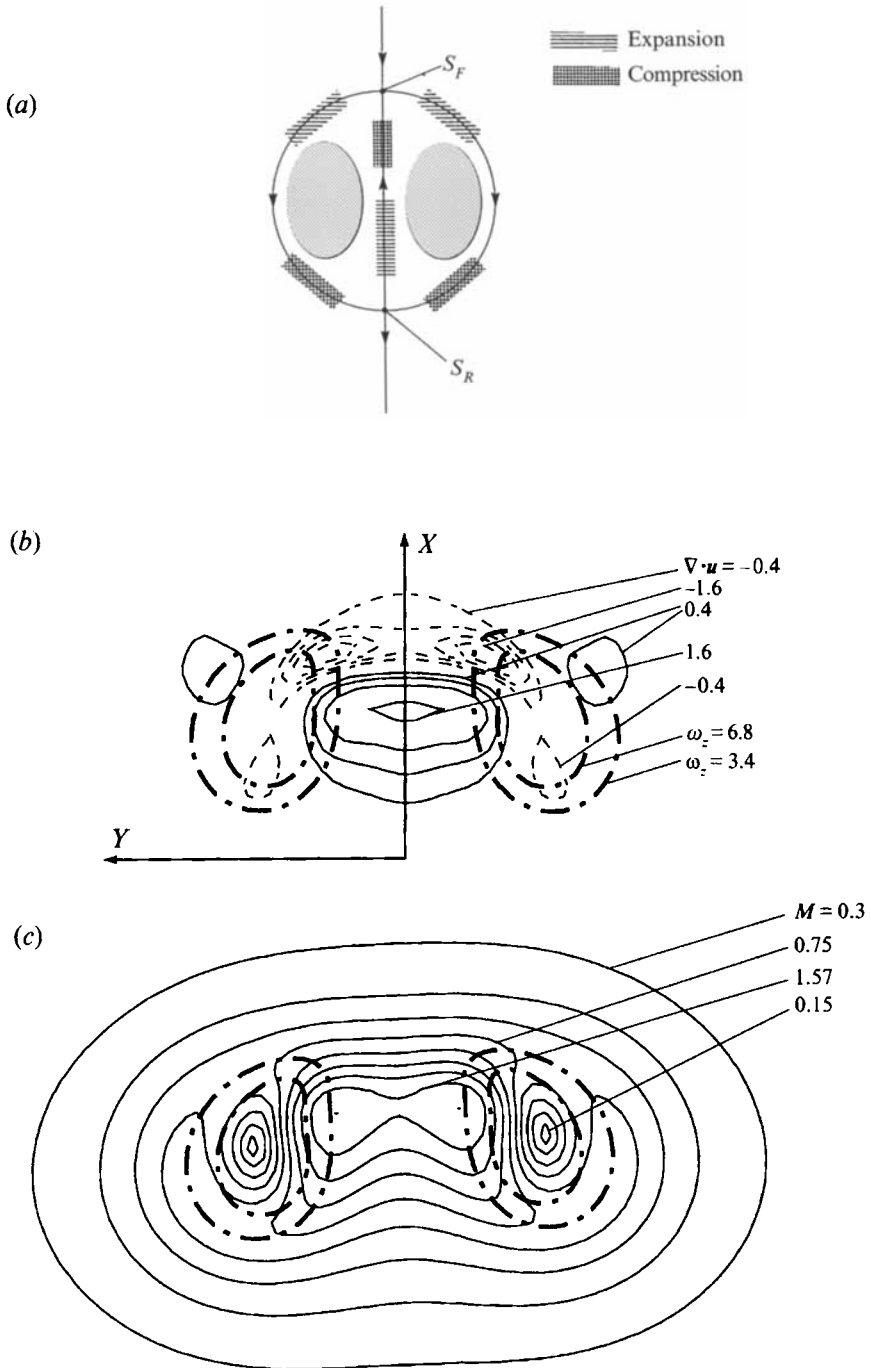 (a)
S_F
Expansion
Compression
S_R
(b)
X
Y
∇·u = −0.4
−1.6
0.4
1.6
−0.4
ω_z = 6.8
ω_z = 3.4
(c)
M = 0.3
0.75
1.57
0.15